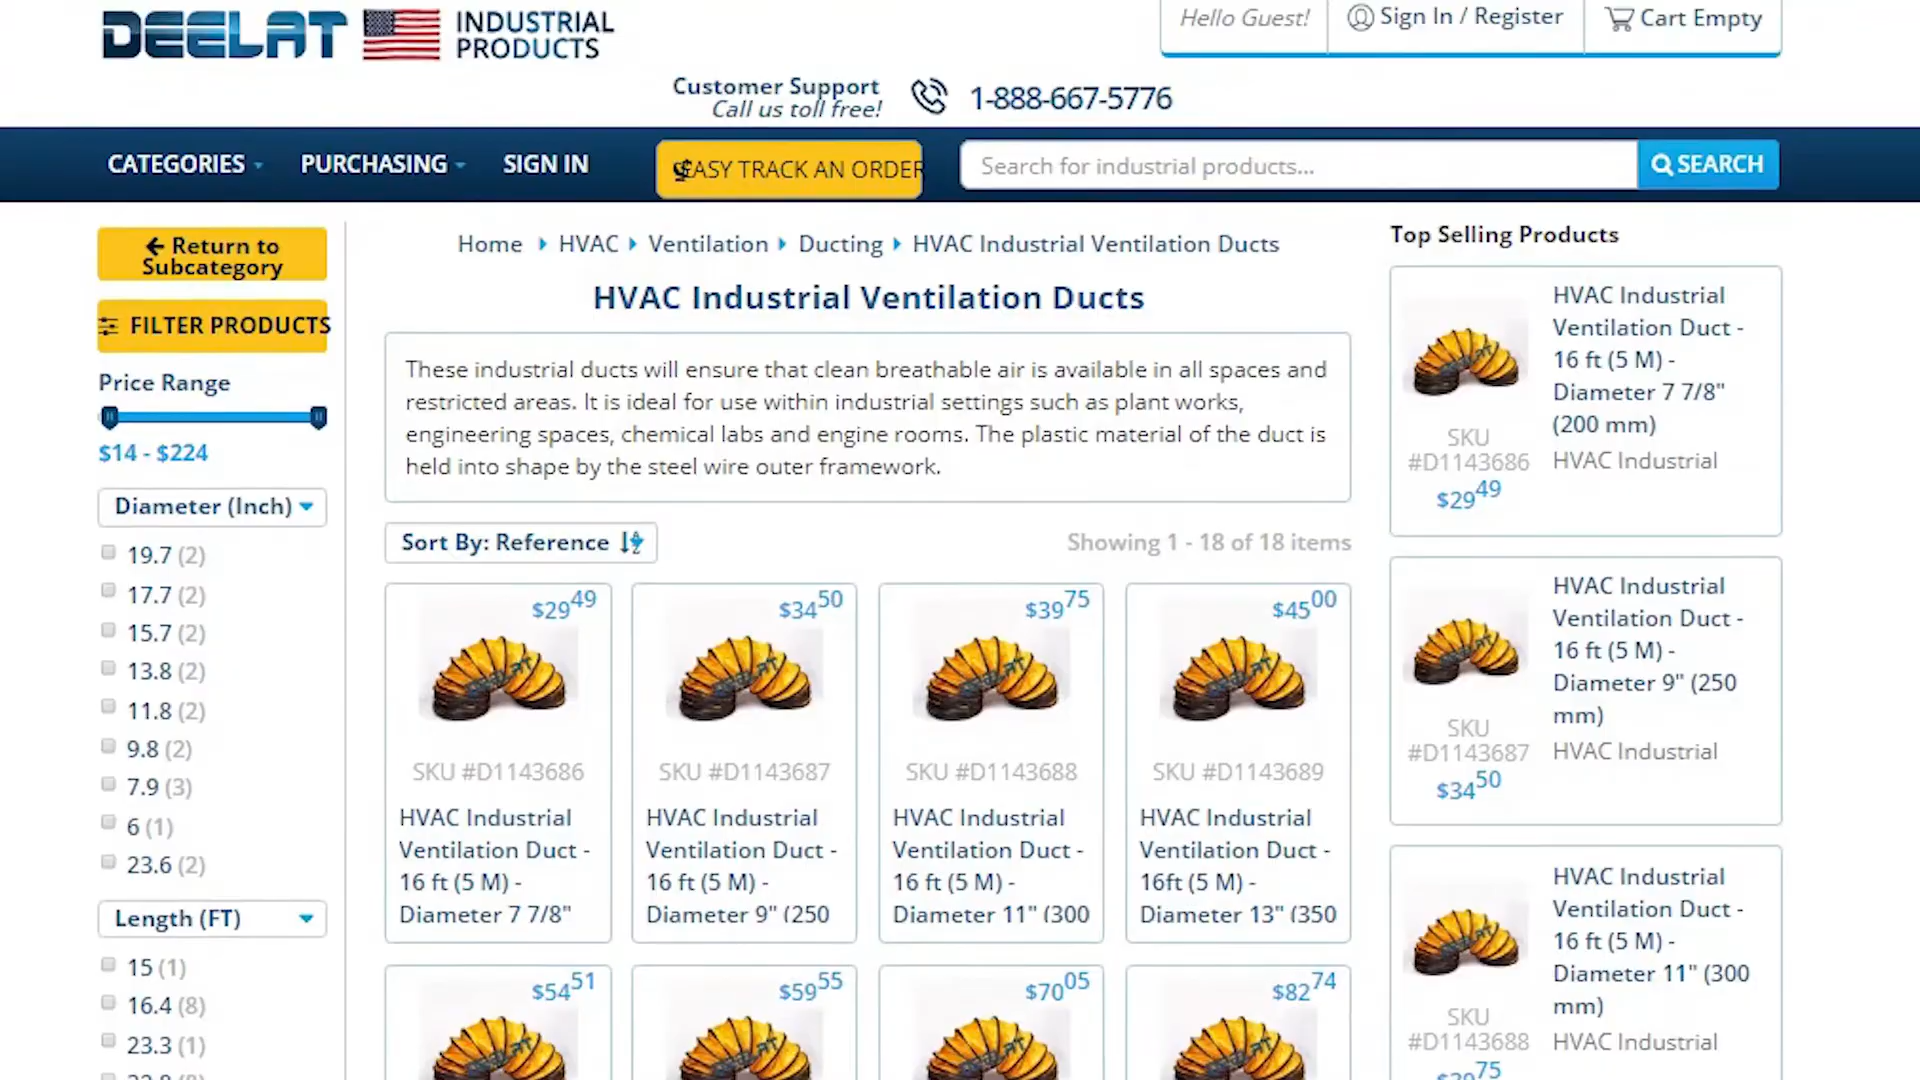 DEELAT INDUSTRIAL
PRODUCTS
Hello Guest!
Sign In / Register
Cart Empty
Customer Support
Call us toll free!
1-888-667-5776
CATEGORIES
PURCHASING
SIGN IN
EASY TRACK AN ORDER
Search for industrial products...
SEARCH
Return to
Subcategory
FILTER PRODUCTS
Price Range
$14 - $224
Diameter (Inch)
19.7 (2)
17.7 (2)
15.7 (2)
13.8 (2)
11.8 (2)
9.8 (2)
7.9 (3)
6 (1)
23.6 (2)
Length (FT)
15 (1)
16.4 (8)
23.3 (1)
Home HVAC Ventilation Ducting HVAC Industrial Ventilation Ducts
HVAC Industrial Ventilation Ducts
These industrial ducts will ensure that clean breathable air is available in all spaces and
restricted areas. It is ideal for use within industrial settings such as plant works,
engineering spaces, chemical labs and engine rooms. The plastic material of the duct is
held into shape by the steel wire outer framework.
Sort By: Reference
Showing 1 - 18 of 18 items
$29 49
SKU #D1143686
HVAC Industrial
Ventilation Duct -
16 ft (5 M) -
Diameter 7 7/8"
$34 50
SKU #D1143687
HVAC Industrial
Ventilation Duct -
16 ft (5 M) -
Diameter 9" (250
$39 75
SKU #D1143688
HVAC Industrial
Ventilation Duct -
16 ft (5 M) -
Diameter 11" (300
$45 00
SKU #D1143689
HVAC Industrial
Ventilation Duct -
16ft (5 M) -
Diameter 13" (350
$54 51
$59 55
$70 05
$82 74
Top Selling Products
HVAC Industrial
Ventilation Duct -
16 ft (5 M) -
Diameter 7 7/8"
(200 mm)
HVAC Industrial
SKU
#D1143686
$29 49
HVAC Industrial
Ventilation Duct -
16 ft (5 M) -
Diameter 9" (250
mm)
HVAC Industrial
SKU
#D1143687
$34 50
HVAC Industrial
Ventilation Duct -
16 ft (5 M) -
Diameter 11" (300
mm)
HVAC Industrial
SKU
#D1143688
$39 75